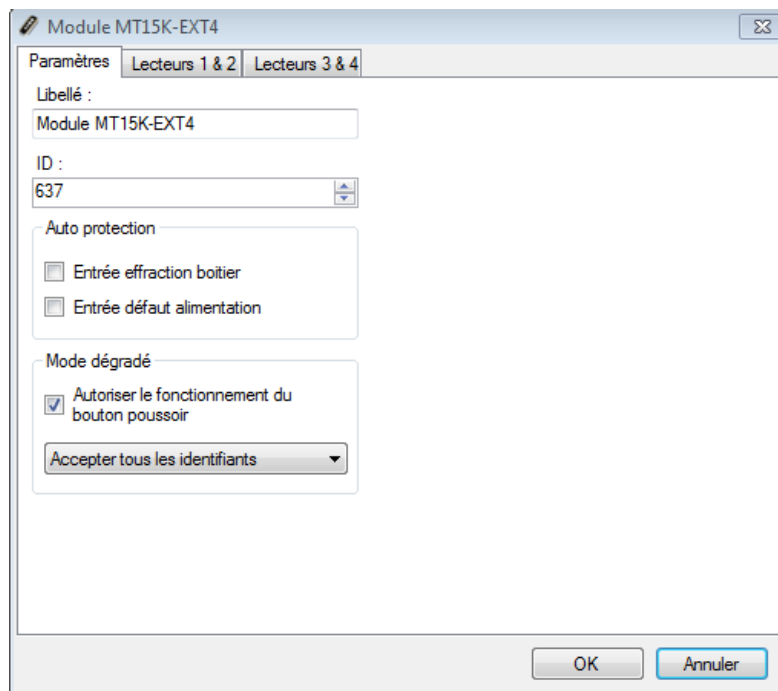 Module MT15K-EXT4
Paramètres
Lecteurs 1 & 2
Lecteurs 3 & 4
Libellé :
Module MT15K-EXT4
ID :
637
Auto protection
Entrée effraction boitier
Entrée défaut alimentation
Mode dégradé
Autoriser le fonctionnement du
bouton poussoir
Accepter tous les identifiants
OK
Annuler